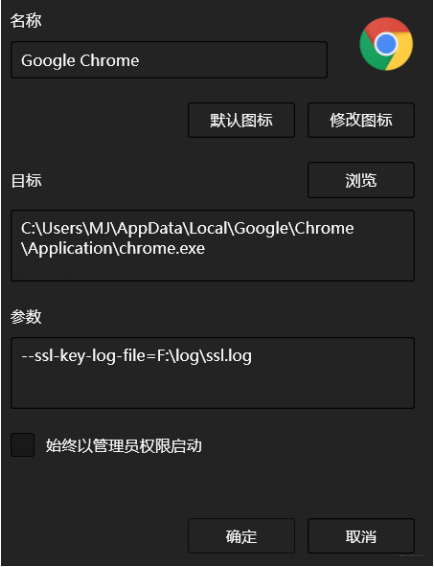 名称
Google Chrome
默认图标
修改图标
目标
浏览
C:\Users\MJ\AppData\Local\Google\Chrome
\Application\chrome.exe
参数
--ssl-key-log-file=F:\log\ssl.log
始终以管理员权限启动
确定
取消